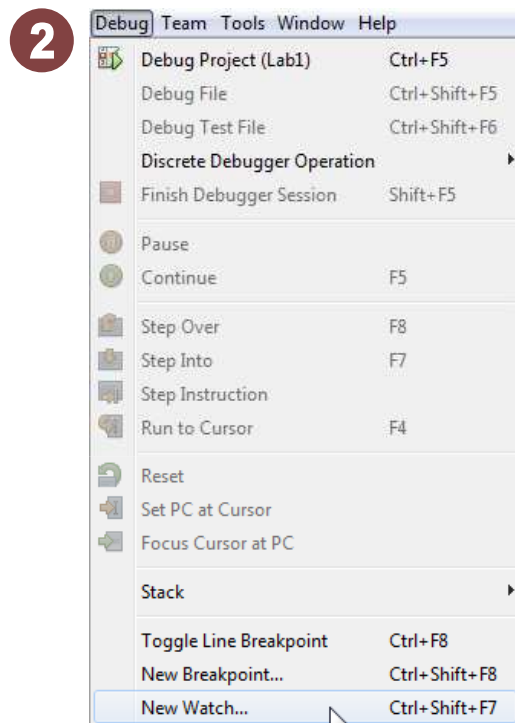 2
Debug Team Tools Window Help
Debug Project (Lab1) Ctrl+F5
Debug File Ctrl+Shift+F5
Debug Test File Ctrl+Shift+F6
Discrete Debugger Operation
Finish Debugger Session Shift+F5
Pause
Continue F5
Step Over F8
Step Into F7
Step Instruction
Run to Cursor F4
Reset
Set PC at Cursor
Focus Cursor at PC
Stack
Toggle Line Breakpoint Ctrl+F8
New Breakpoint... Ctrl+Shift+F8
New Watch... Ctrl+Shift+F7